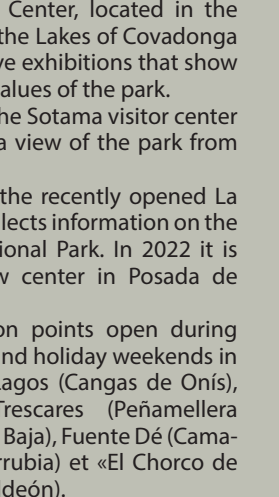 Center, located in the
the Lakes of Covadonga
ve exhibitions that show
alues of the park.
he Sotama visitor center
a view of the park from
the recently opened La
llects information on the
ional Park. In 2022 it is
w center in Posada de
on points open during
nd holiday weekends in
Lagos (Cangas de Onís),
Trescares (Peñamellera
Baja), Fuente Dé (Cama-
rrubia) et «El Chorco de
ldeón).